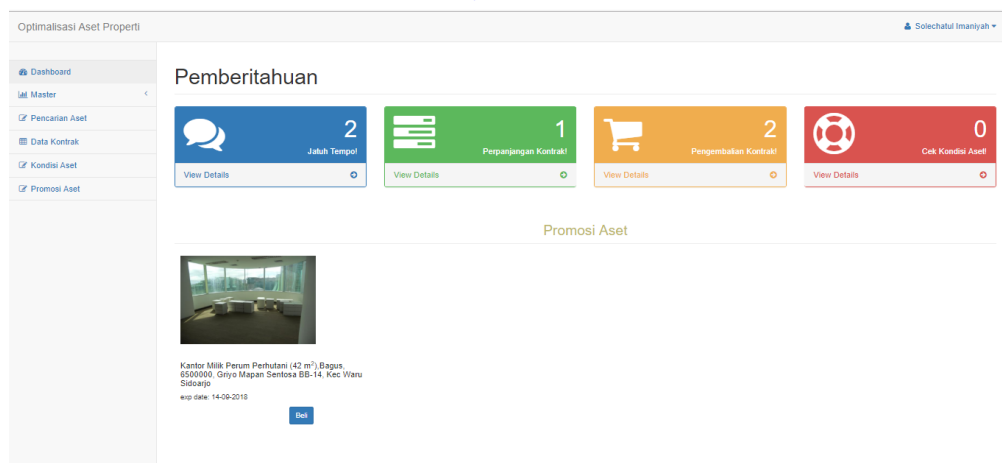 Optimalisasi Aset Properti
Solechatul Imaniyah
Dashboard
Master
Pencarian Aset
Data Kontrak
Kondisi Aset
Promosi Aset
Pemberitahuan
2
Jatuh Tempo!
View Details
1
Perpanjangan Kontrak!
View Details
2
Pengembalian Kontrak!
View Details
0
Cek Kondisi Aset!
View Details
Promosi Aset
Kantor Milik Perum Perhutani (42 m²),Bagus,
6500000, Griyo Mapan Sentosa BB-14, Kec Waru
Sidoarjo
exp date: 14-09-2018
Beli